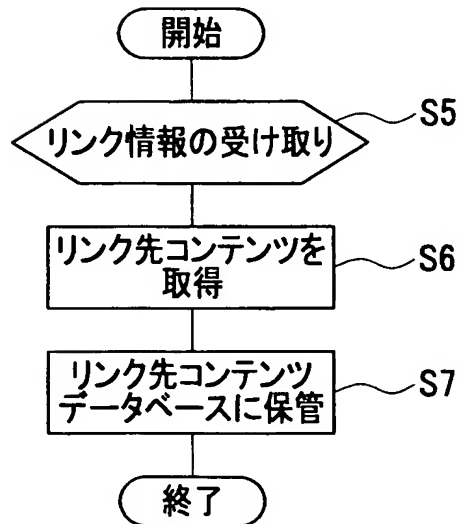 開始
リンク情報の受け取り
S5
リンク先コンテンツを
取得
S6
リンク先コンテンツ
データベースに保管
S7
終了